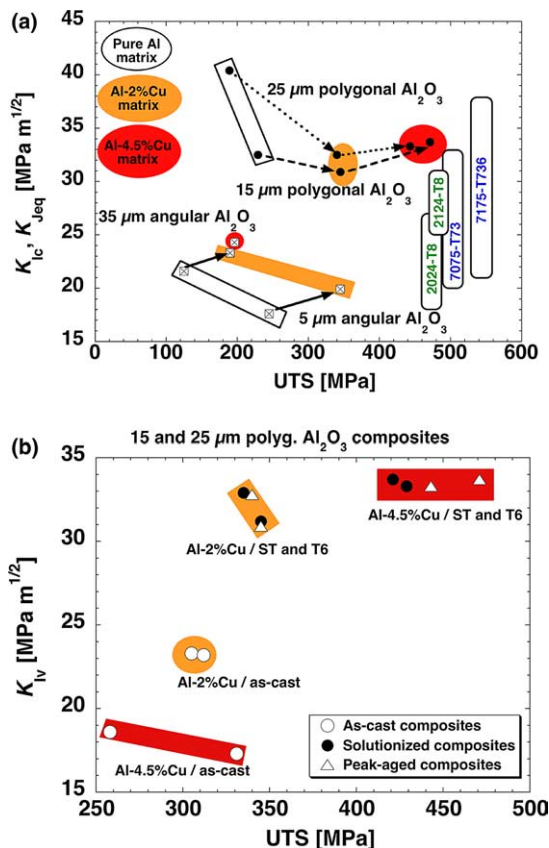 (a)
Pure Al
matrix
Al-2%Cu
matrix
Al-4.5%Cu
matrix
25 µm polygonal Al2O3
15 µm polygonal Al2O3
35 µm angular Al2O3
5 µm angular Al2O3
2024-T8
2124-T8
7075-T73
7175-T736
45
40
35
30
25
20
15
KIc, KJeq [MPa m1/2]
0 100 200 300 400 500 600
UTS [MPa]
(b)
15 and 25 µm polyg. Al2O3 composites
35
30
25
20
15
KIv [MPa m1/2]
Al-4.5%Cu / ST and T6
Al-2%Cu / ST and T6
Al-2%Cu / as-cast
Al-4.5%Cu / as-cast
As-cast composites
Solutionized composites
Peak-aged composites
250 300 350 400 450 500
UTS [MPa]